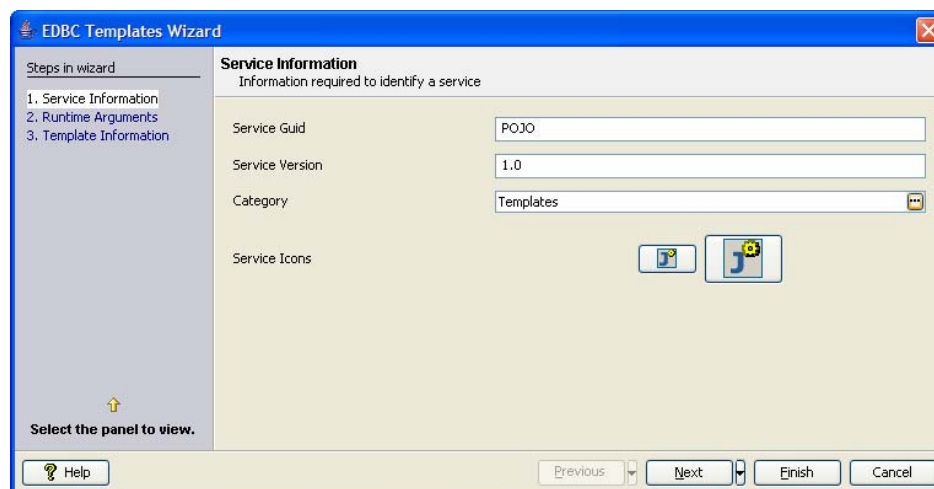 EDBC Templates Wizard
Steps in wizard
1. Service Information
2. Runtime Arguments
3. Template Information
Select the panel to view.
Service Information
Information required to identify a service
Service Guid
POJO
Service Version
1.0
Category
Templates
...
Service Icons
J
J
? Help
Previous
Next
Finish
Cancel